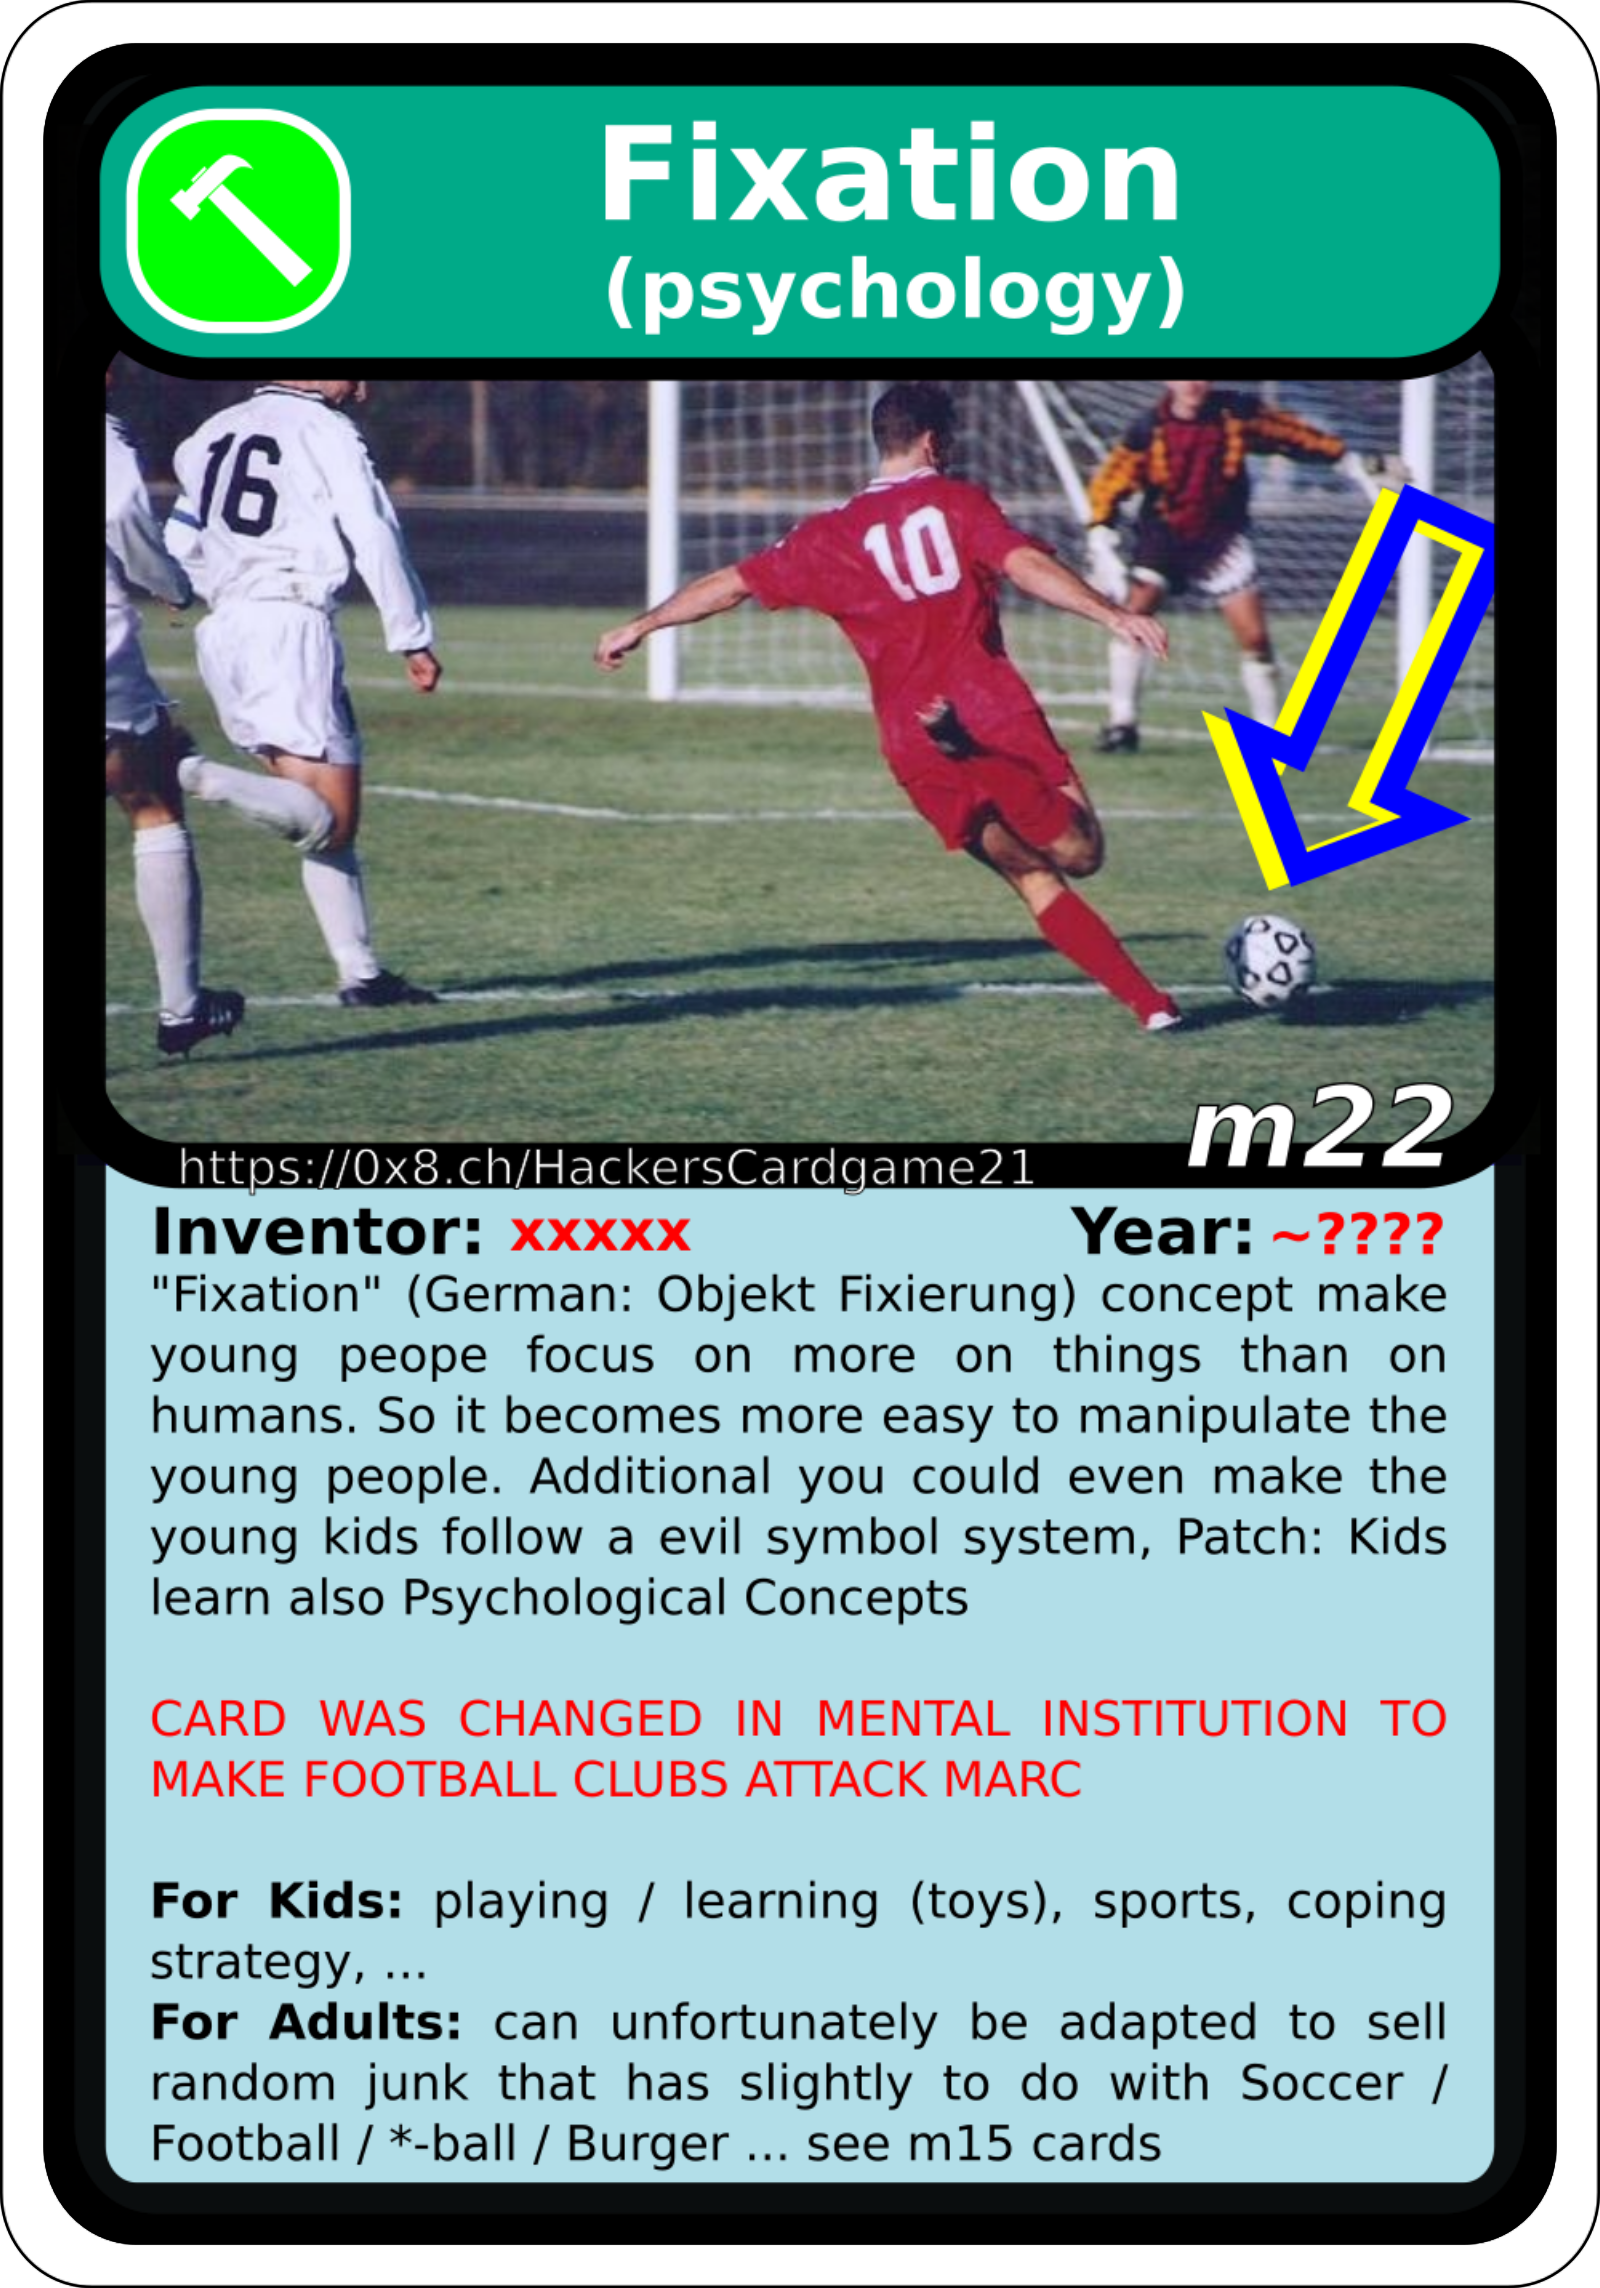 Fixation
(psychology)
16
10
m22
https://0x8.ch/HackersCardgame21
Inventor: xxxxx Year: ~????
"Fixation" (German: Objekt Fixierung) concept make
young peope focus on more on things than on
humans. So it becomes more easy to manipulate the
young people. Additional you could even make the
young kids follow a evil symbol system, Patch: Kids
learn also Psychological Concepts
CARD WAS CHANGED IN MENTAL INSTITUTION TO
MAKE FOOTBALL CLUBS ATTACK MARC
For Kids: playing / learning (toys), sports, coping
strategy, ...
For Adults: can unfortunately be adapted to sell
random junk that has slightly to do with Soccer /
Football / *-ball / Burger ... see m15 cards